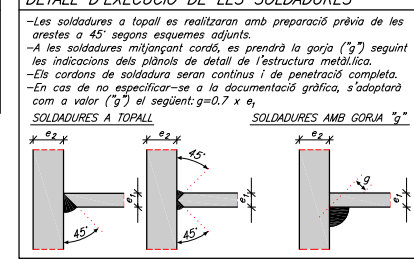 DETALL D'EXECUCIÓ DE LES SOLDADURES
-Les soldadures a topall es realitzaran amb preparació prèvia de les
arestes a 45° segons esquemes adjunts.
-A les soldadures mitjançant cordó, es prendrà la gorja ("g") seguint
les indicacions dels plànols de detall de l'estructura metàl.lica.
-Els cordons de soldadura seran continus i de penetració completa.
-En cas de no especificar-se a la documentació gràfica, s'adoptarà
com a valor ("g") el següent: g=0.7 x e₁
SOLDADURES A TOPALL
SOLDADURES AMB GORJA "g"
e₂
e₂
e₂
45°
g
e₁
e₁
e₁
45°
45°